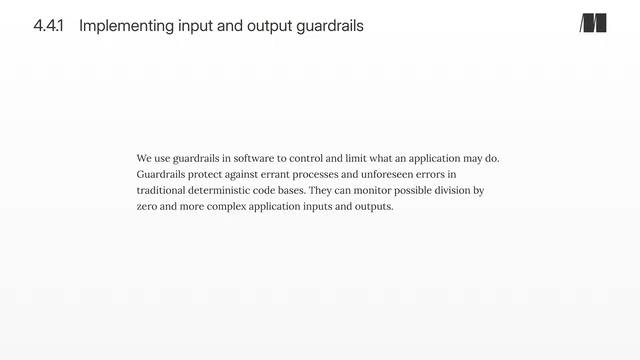 4.4.1 Implementing input and output guardrails
We use guardrails in software to control and limit what an application may do.
Guardrails protect against errant processes and unforeseen errors in
traditional deterministic code bases. They can monitor possible division by
zero and more complex application inputs and outputs.